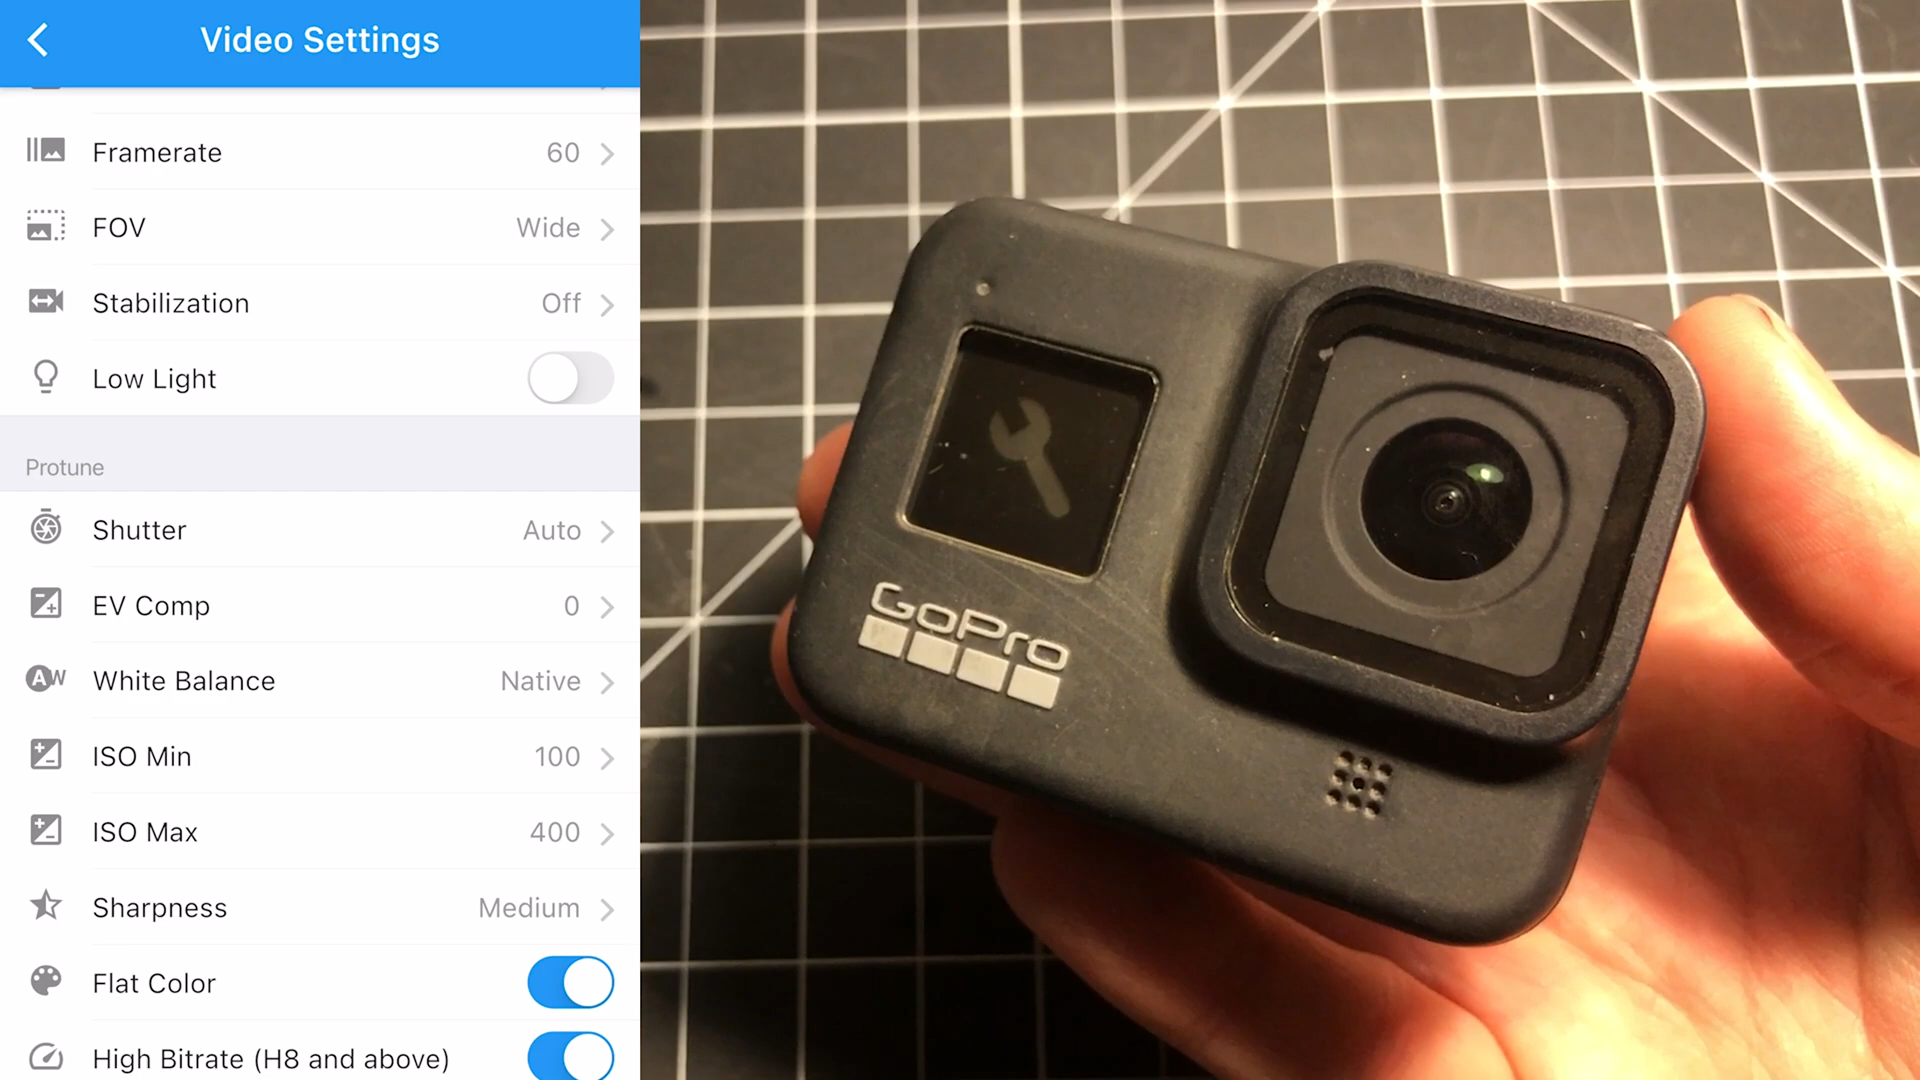 Video Settings
Framerate 60
FOV Wide
Stabilization Off
Low Light
Protune
Shutter Auto
EV Comp 0
White Balance Native
ISO Min 100
ISO Max 400
Sharpness Medium
Flat Color
High Bitrate (H8 and above)
AW
GoPro